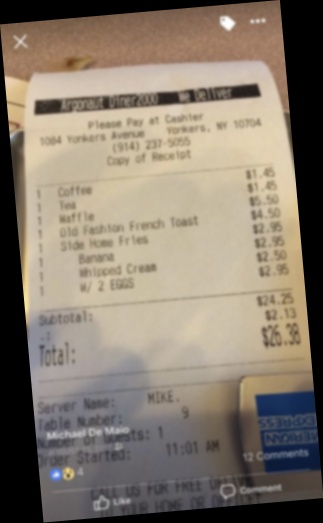 Argonaut Diner2000 We Deliver
Please Pay at Cashier
1084 Yonkers Avenue Yonkers, NY 10704
(914) 237-5055
Copy of Receipt
1 Coffee $1.45
1 Tea $1.45
1 Waffle $5.50
1 Old Fashion French Toast $4.50
1 Side Home Fries $2.95
1 Banana $2.95
1 Whipped Cream $2.50
1 W/ 2 EGGS $2.95
Subtotal: $24.25
.: $2.13
Total: $26.38
Server Name: MIKE.
Table Number: 9
Number of Guests: 1
Michael De Maio
Order Started: 11:01 AM
12 Comments
4
CALL US FOR FREE
HOME OR
Like
Comment